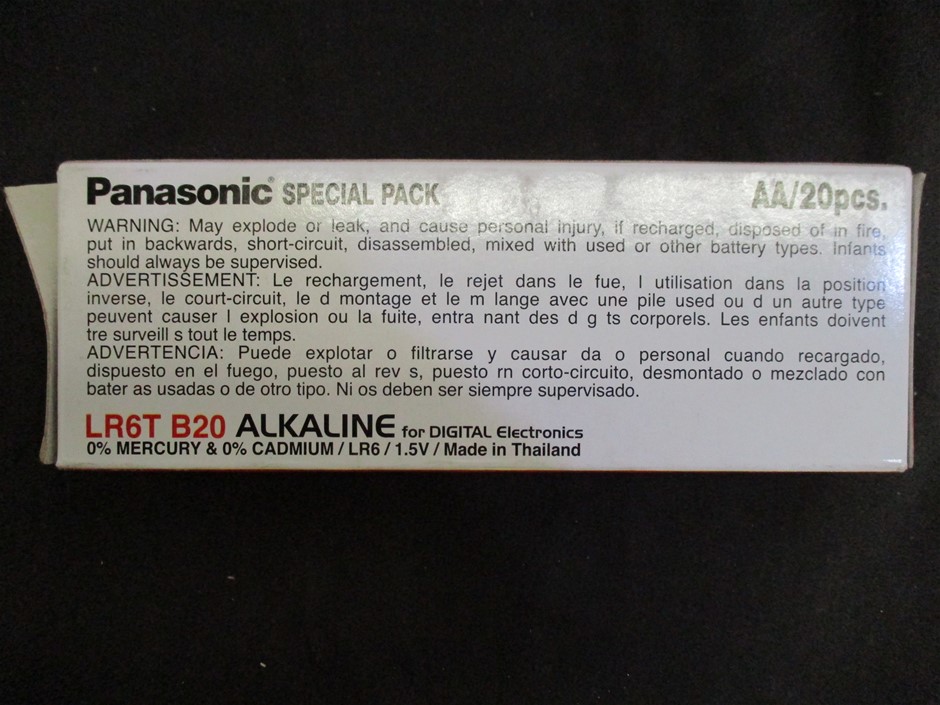 Panasonic SPECIAL PACK AA/20pcs.
WARNING: May explode or leak, and cause personal injury, if recharged, disposed of in fire,
put in backwards, short-circuit, disassembled, mixed with used or other battery types. Infants
should always be supervised.
ADVERTISSEMENT: Le rechargement, le rejet dans le fue, l utilisation dans la position
inverse, le court-circuit, le d montage et le m lange avec une pile used ou d un autre type
peuvent causer l explosion ou la fuite, entra nant des d g ts corporels. Les enfants doivent
tre surveill s tout le temps.
ADVERTENCIA: Puede explotar o filtrarse y causar da o personal cuando recargado,
dispuesto en el fuego, puesto al rev s, puesto rn corto-circuito, desmontado o mezclado con
bater as usadas o de otro tipo. Ni os deben ser siempre supervisado.
LR6T B20 ALKALINE for DIGITAL Electronics
0% MERCURY & 0% CADMIUM / LR6 / 1.5V / Made in Thailand